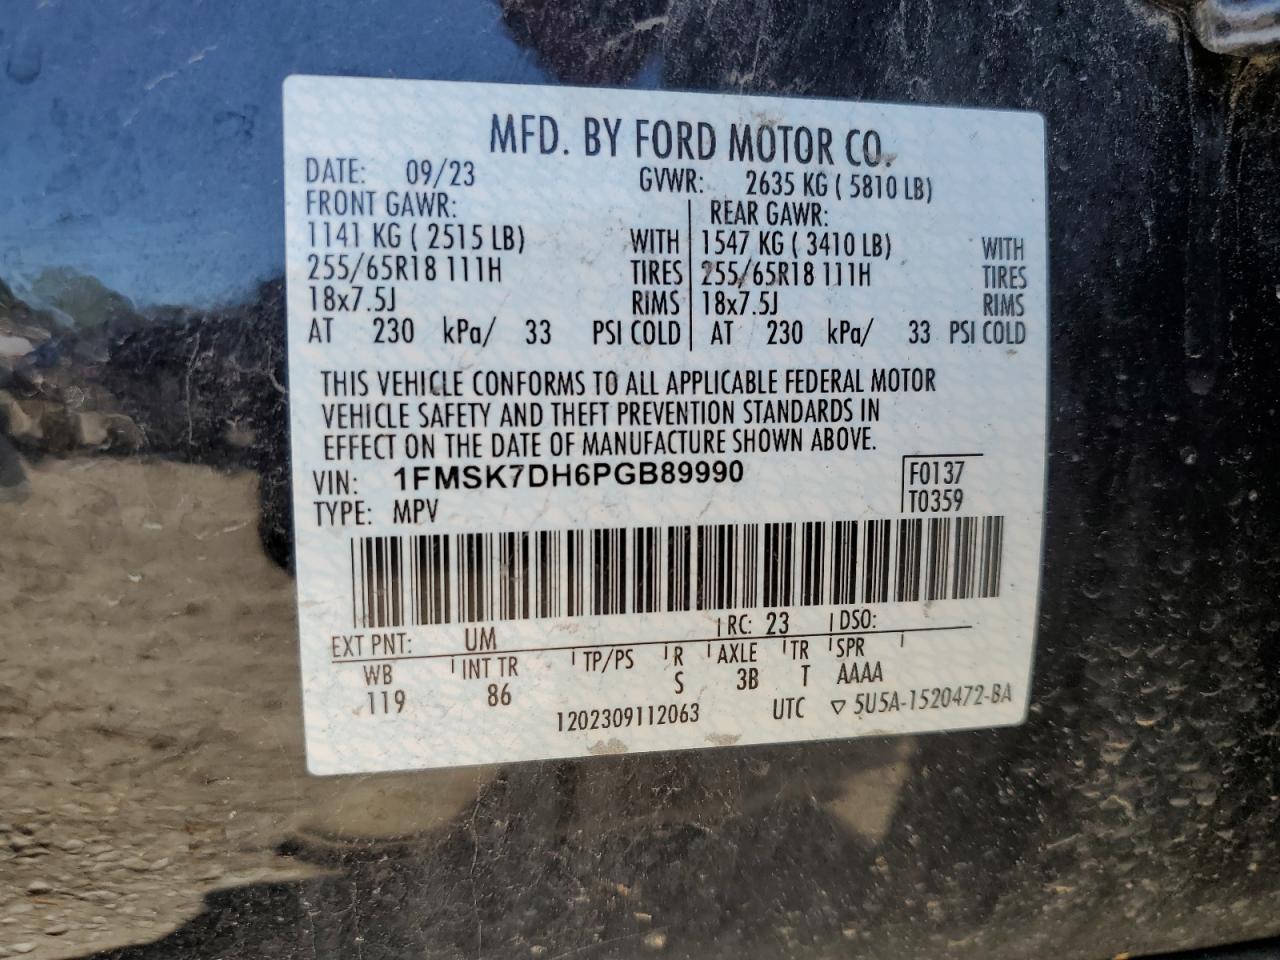 MFD. BY FORD MOTOR CO.
DATE: 09/23 GVWR: 2635 KG ( 5810 LB)
FRONT GAWR: REAR GAWR:
1141 KG ( 2515 LB) WITH 1547 KG ( 3410 LB) WITH
255/65R18 111H TIRES 255/65R18 111H TIRES
18x7.5J RIMS 18x7.5J RIMS
AT 230 kPa/ 33 PSI COLD AT 230 kPa/ 33 PSI COLD
THIS VEHICLE CONFORMS TO ALL APPLICABLE FEDERAL MOTOR
VEHICLE SAFETY AND THEFT PREVENTION STANDARDS IN
EFFECT ON THE DATE OF MANUFACTURE SHOWN ABOVE.
VIN: 1FMSK7DH6PGB89990 F0137
TYPE: MPV T0359
EXT PNT: UM RC: 23 DSO:
WB INT TR TP/PS R AXLE TR SPR
119 86 S 3B T AAAA
1202309112063 UTC ▽ 5U5A-1520472-BA